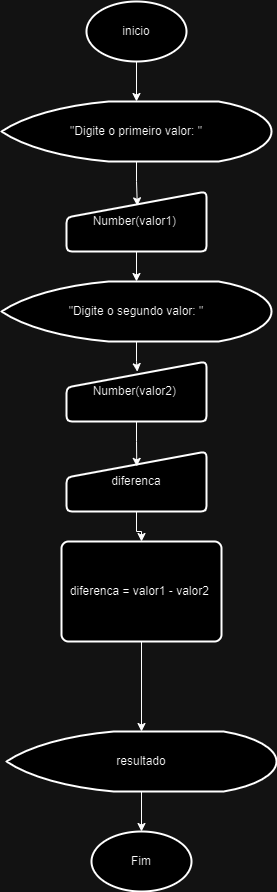 inicio
"Digite o primeiro valor: "
Number(valor1)
"Digite o segundo valor: "
Number(valor2)
diferenca
diferenca = valor1 - valor2
resultado
Fim